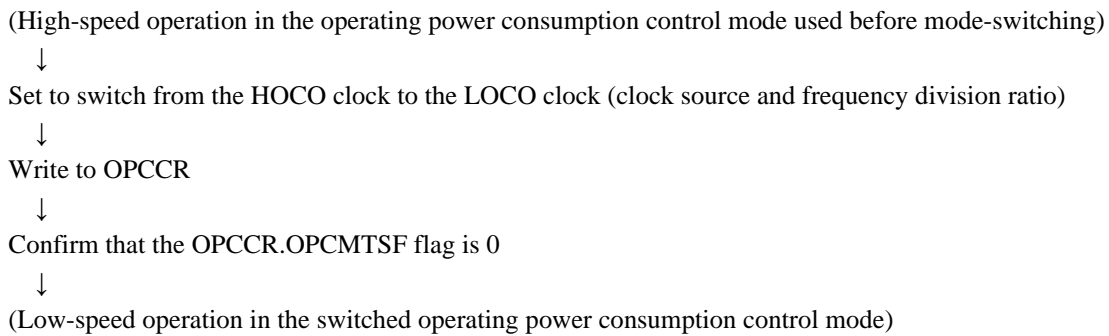 (High-speed operation in the operating power consumption control mode used before mode-switching)
↓
Set to switch from the HOCO clock to the LOCO clock (clock source and frequency division ratio)
↓
Write to OPCCR
↓
Confirm that the OPCCR.OPCMTSF flag is 0
↓
(Low-speed operation in the switched operating power consumption control mode)